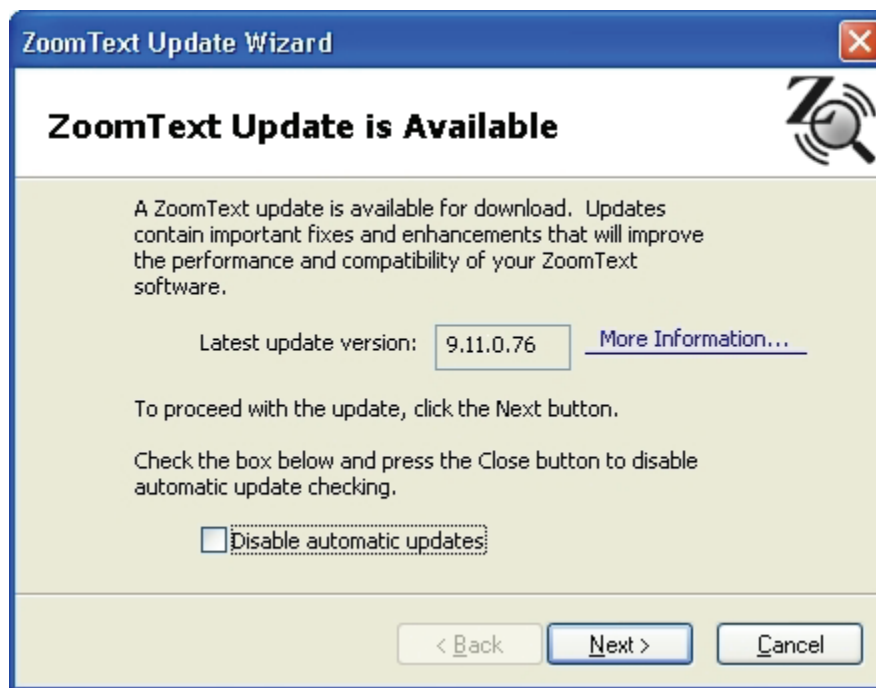 ZoomText Update Wizard
ZoomText Update is Available
Z
A ZoomText update is available for download.  Updates
contain important fixes and enhancements that will improve
the performance and compatibility of your ZoomText
software.
Latest update version: 9.11.0.76 More Information...
To proceed with the update, click the Next button.
Check the box below and press the Close button to disable
automatic update checking.
Disable automatic updates
< Back Next > Cancel